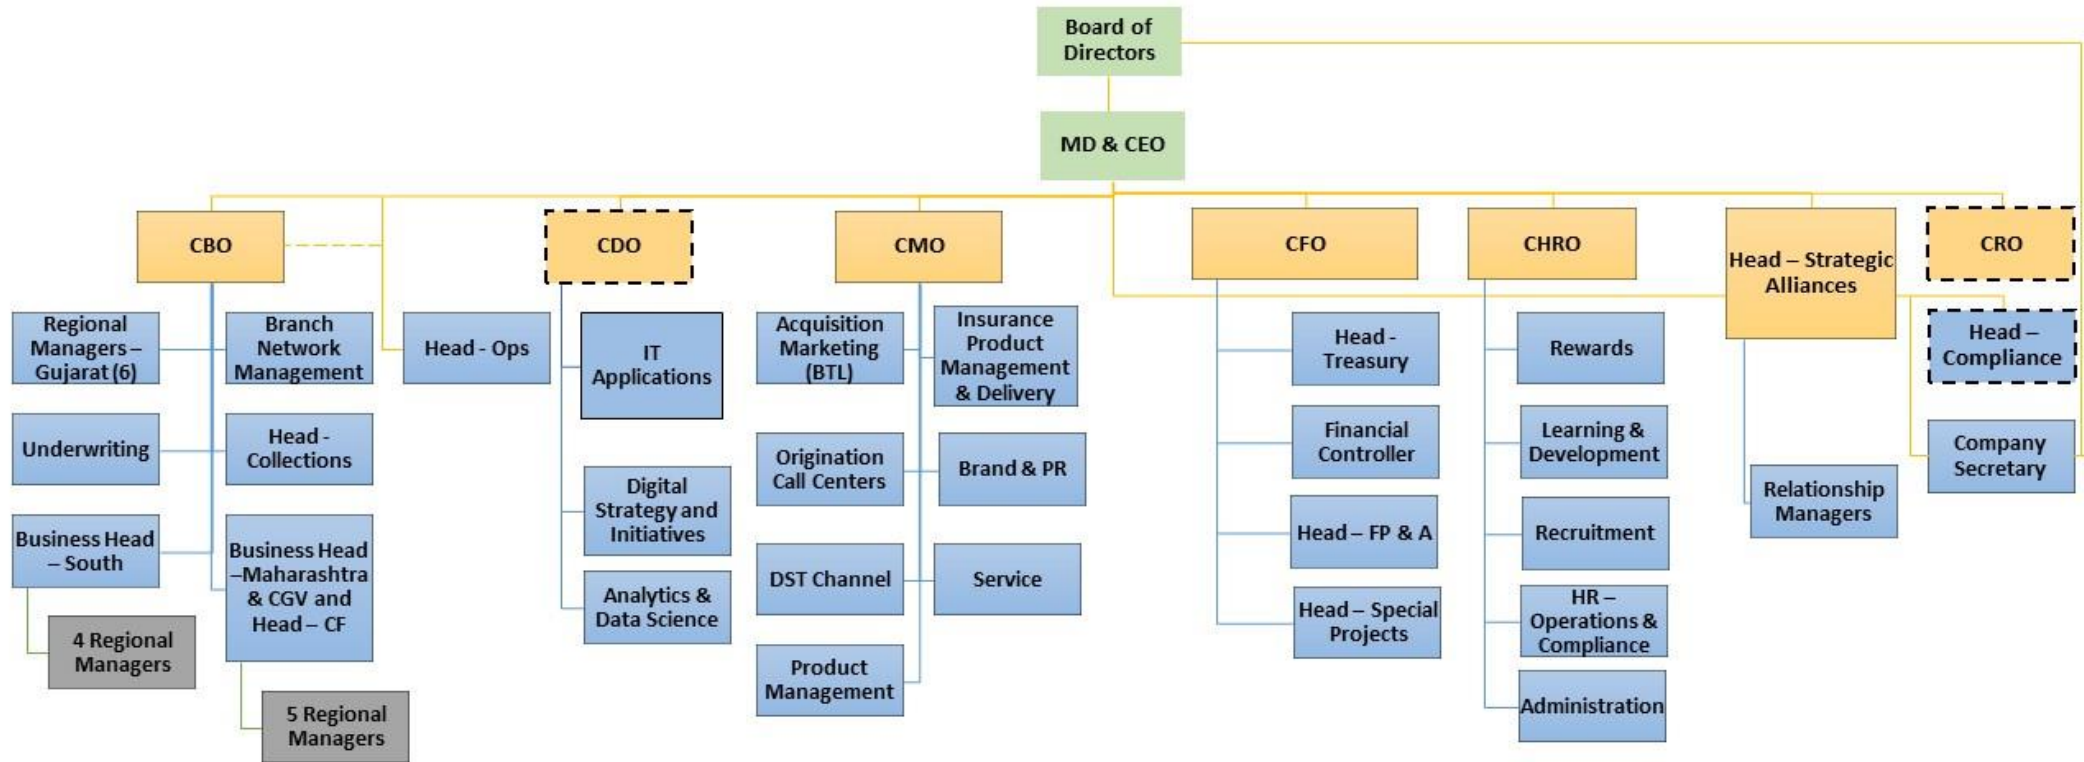 Board of
Directors
MD & CEO
CBO
CDO
CMO
CFO
CHRO
Head – Strategic
Alliances
CRO
Regional
Managers –
Gujarat (6)
Branch
Network
Management
Underwriting
Head -
Collections
Business Head
– South
Business Head
–Maharashtra
& CGV and
Head – CF
4 Regional
Managers
5 Regional
Managers
Head - Ops
IT
Applications
Digital
Strategy and
Initiatives
Analytics &
Data Science
Acquisition
Marketing
(BTL)
Insurance
Product
Management
& Delivery
Origination
Call Centers
Brand & PR
DST Channel
Service
Product
Management
Head -
Treasury
Financial
Controller
Head – FP & A
Head – Special
Projects
Rewards
Learning &
Development
Recruitment
HR –
Operations &
Compliance
Administration
Relationship
Managers
Head –
Compliance
Company
Secretary